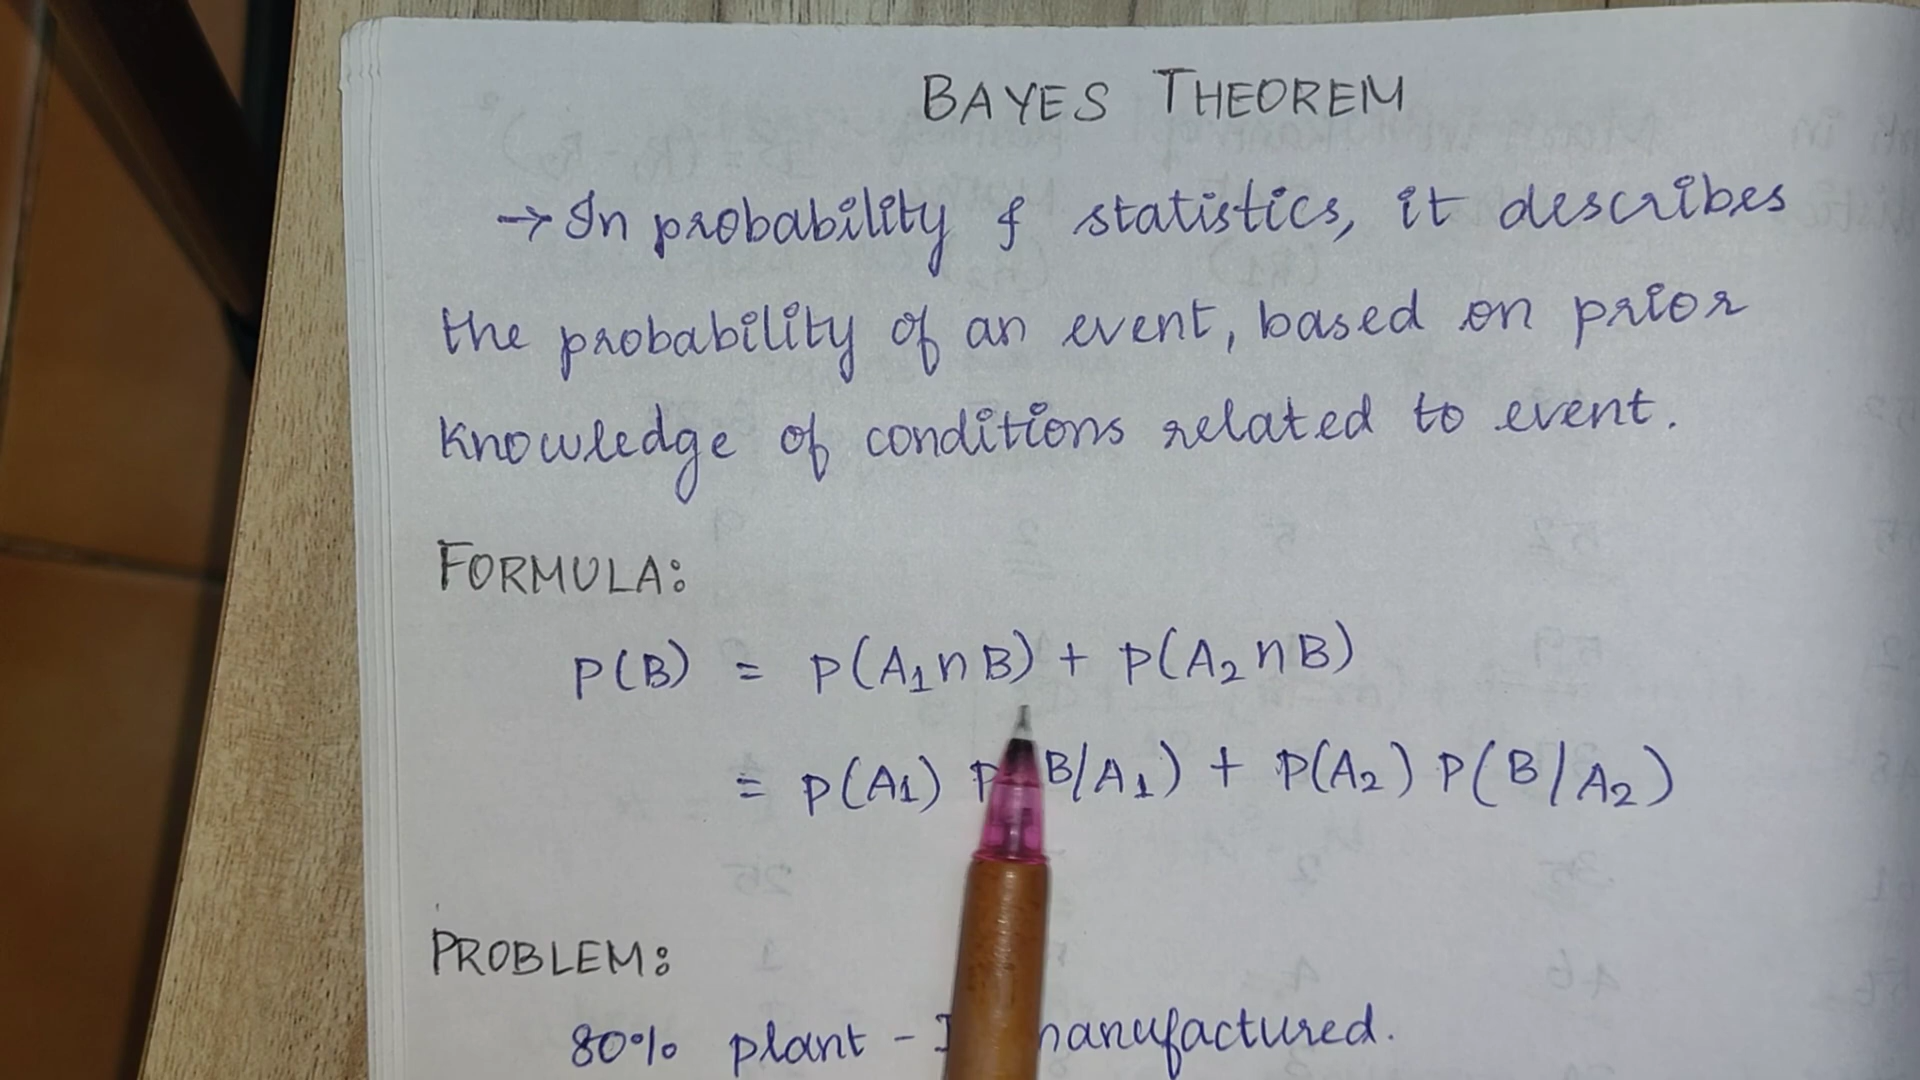 BAYES THEOREM
→ In probability & statistics, it describes
the probability of an event, based on prior
knowledge of conditions related to event.
FORMULA:
P(B) = P(A₁∩B) + P(A₂∩B)
= P(A₁) P(B/A₁) + P(A₂) P(B/A₂)
PROBLEM:
80% plant - manufactured.